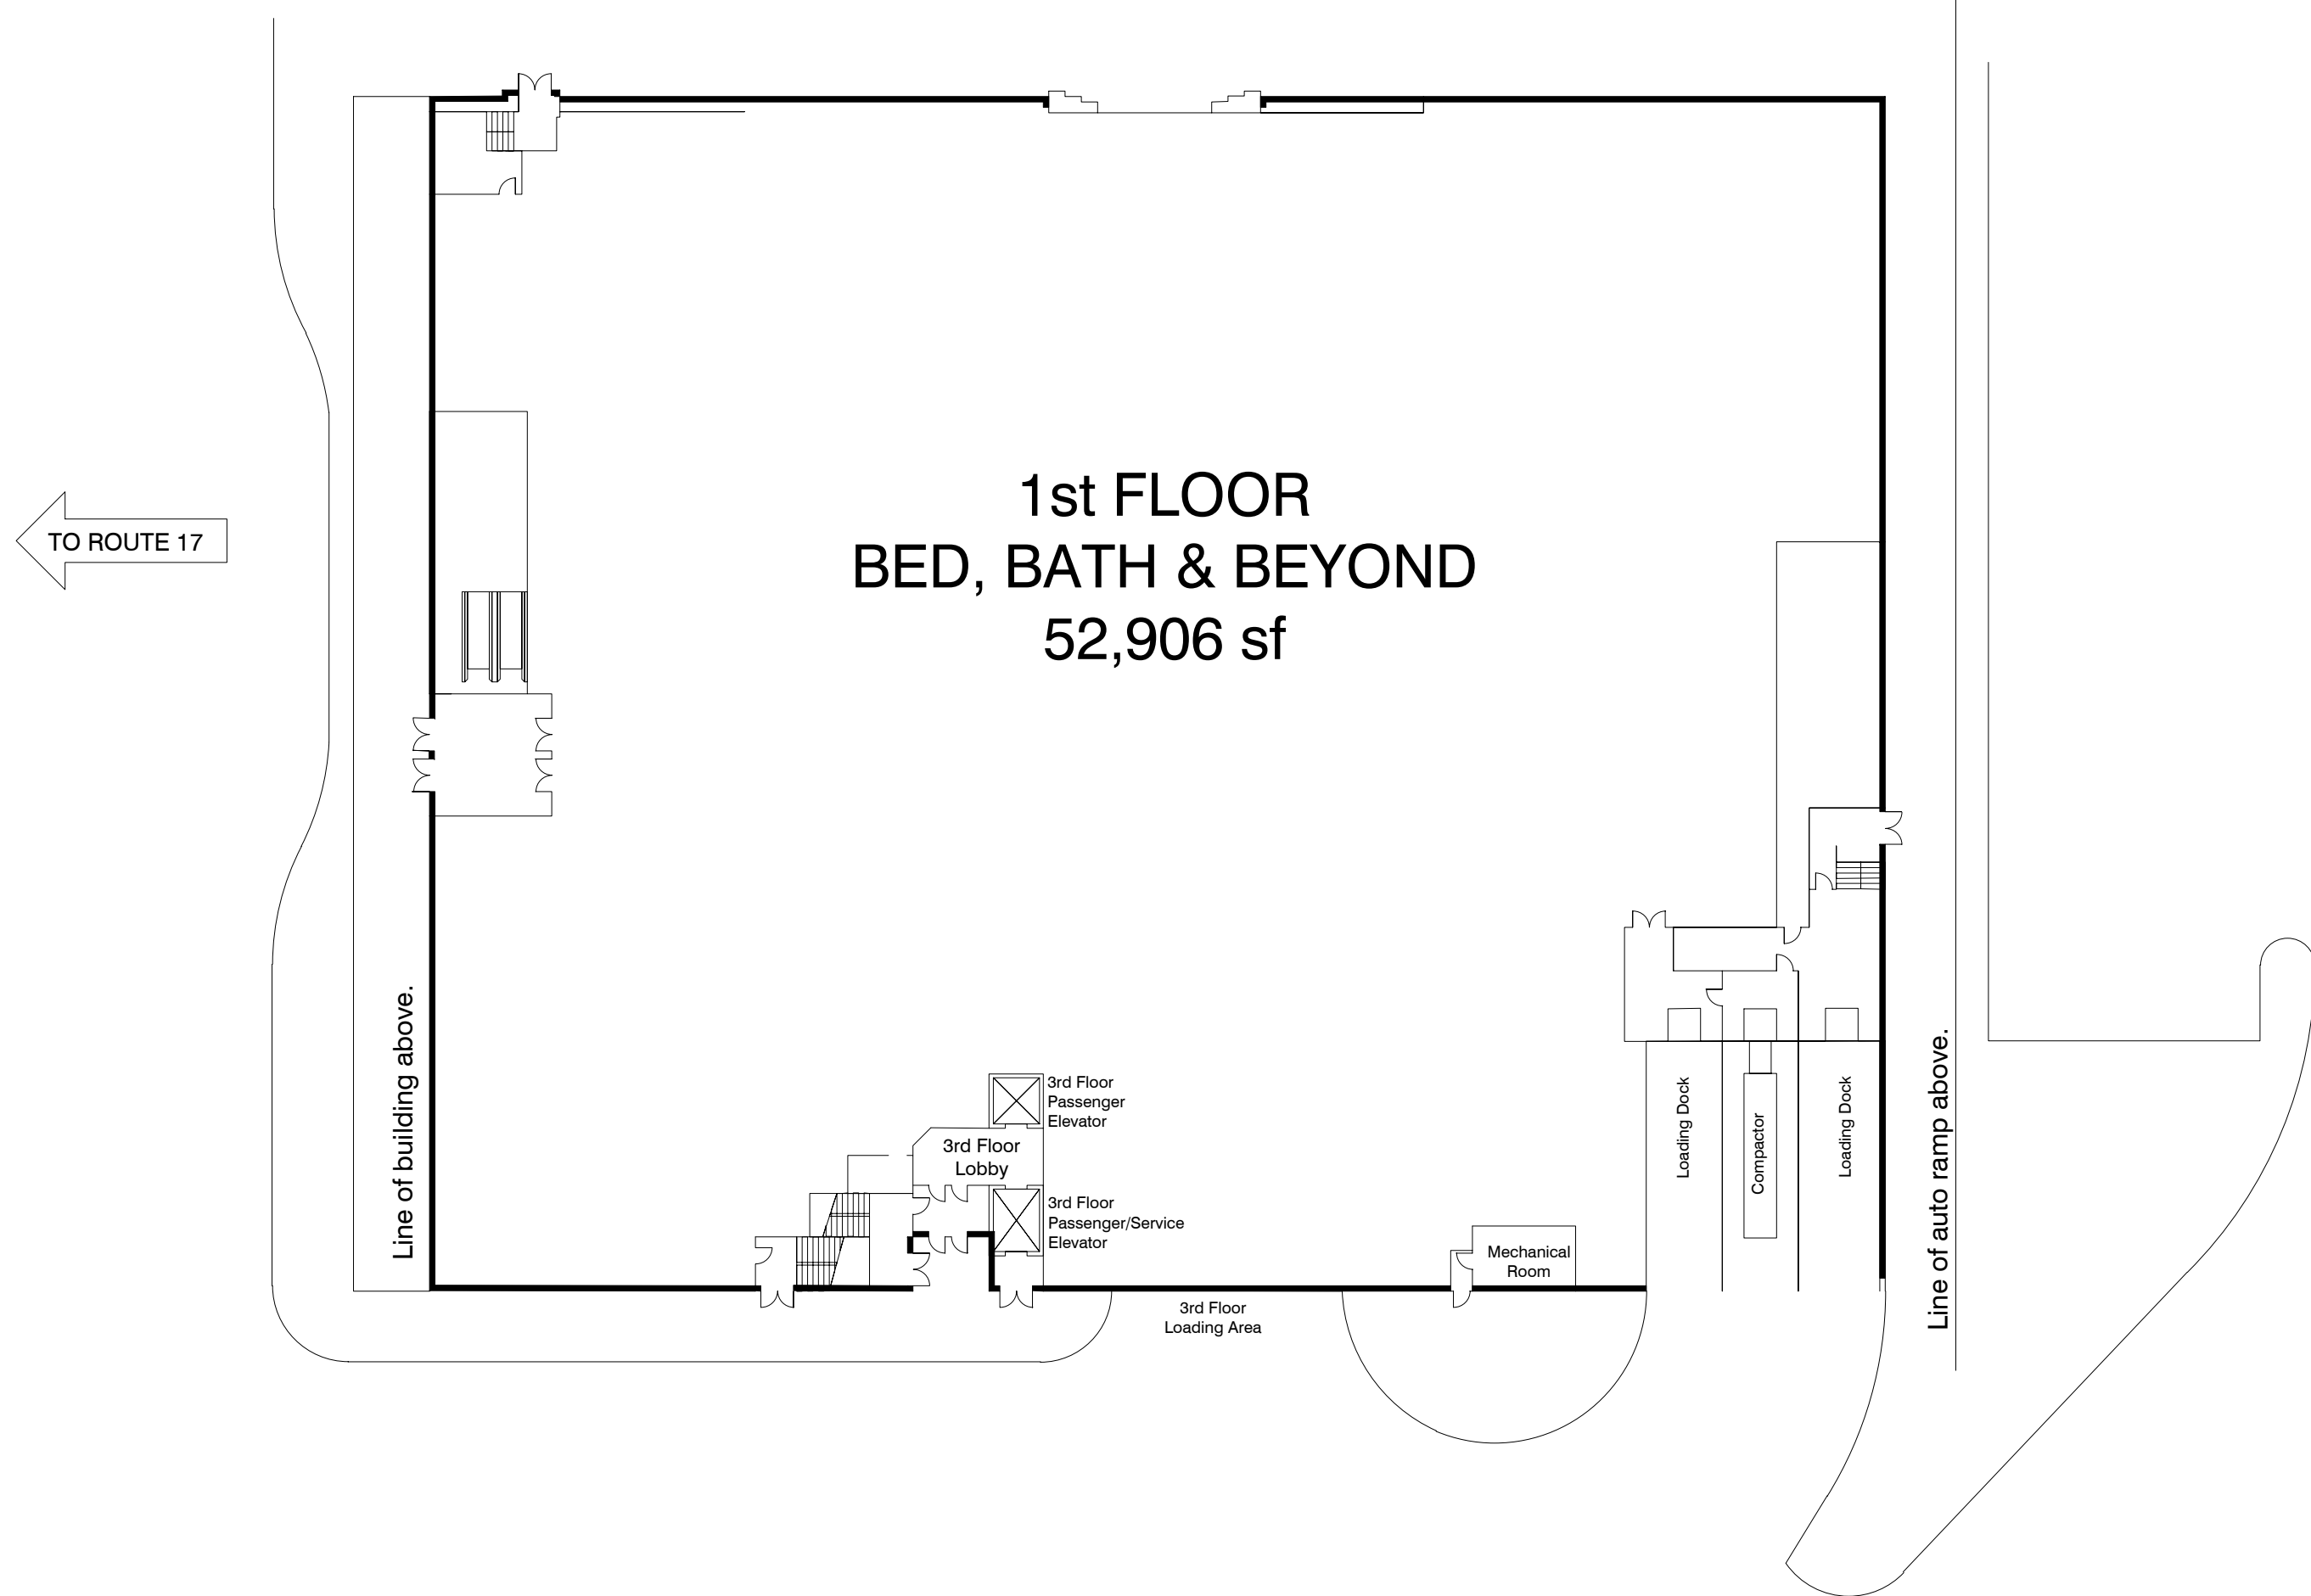 1st FLOOR
BED, BATH & BEYOND
52,906 sf
TO ROUTE 17
Line of building above.
3rd Floor
Passenger
Elevator
3rd Floor
Lobby
3rd Floor
Passenger/Service
Elevator
3rd Floor
Loading Area
Mechanical
Room
Loading Dock
Compactor
Loading Dock
Line of auto ramp above.